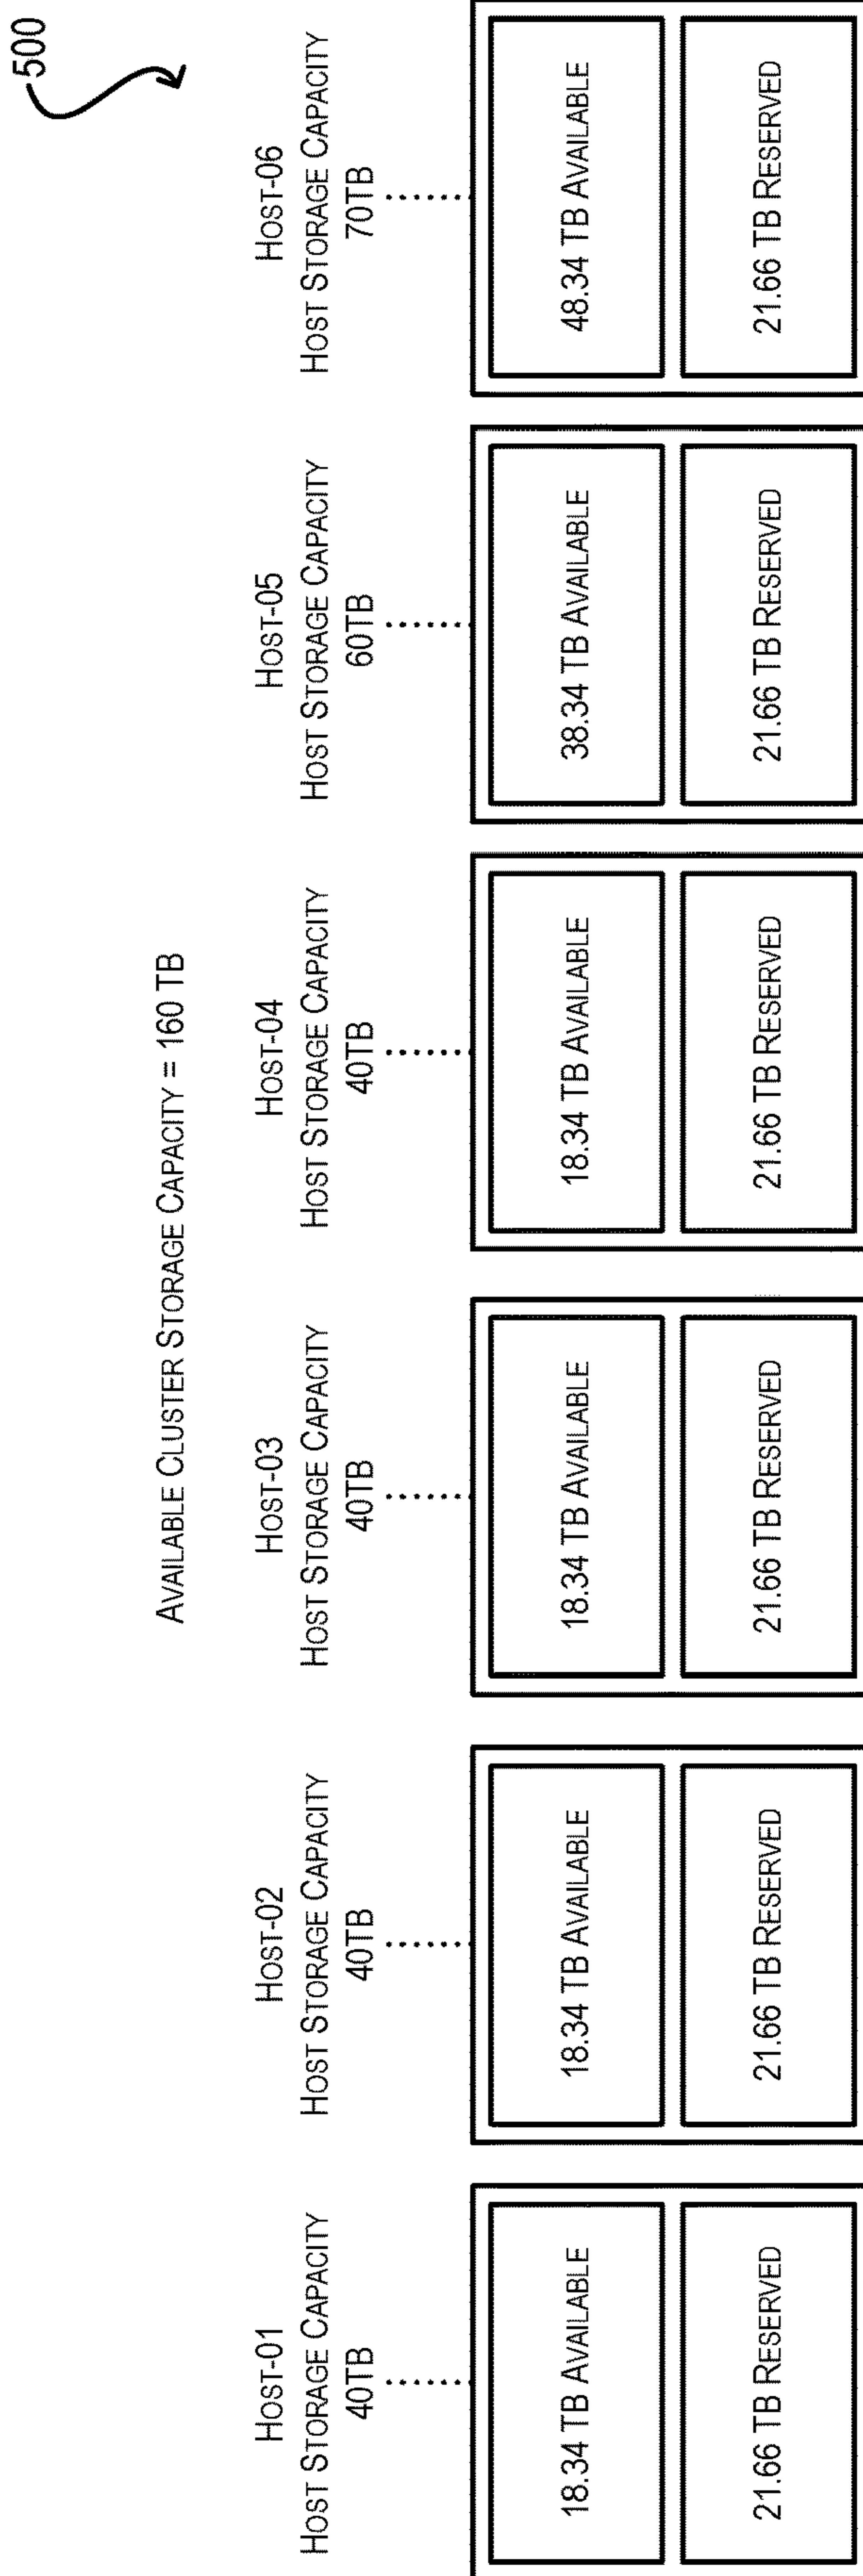 500
AVAILABLE CLUSTER STORAGE CAPACITY = 160 TB
HOST-01
HOST STORAGE CAPACITY
40TB
18.34 TB AVAILABLE
21.66 TB RESERVED
HOST-02
HOST STORAGE CAPACITY
40TB
18.34 TB AVAILABLE
21.66 TB RESERVED
HOST-03
HOST STORAGE CAPACITY
40TB
18.34 TB AVAILABLE
21.66 TB RESERVED
HOST-04
HOST STORAGE CAPACITY
40TB
18.34 TB AVAILABLE
21.66 TB RESERVED
HOST-05
HOST STORAGE CAPACITY
60TB
38.34 TB AVAILABLE
21.66 TB RESERVED
HOST-06
HOST STORAGE CAPACITY
70TB
48.34 TB AVAILABLE
21.66 TB RESERVED